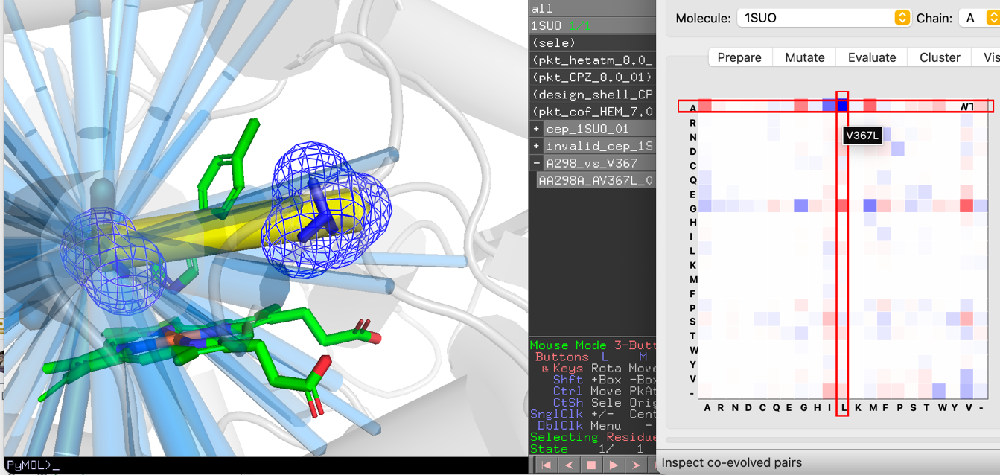 all
1SUO 1/1
(sele)
(pkt_hetatm_8.0_
(pkt_CPZ_8.0_01)
(design_shell_CP
(pkt_cof_HEM_7.0
+ cep_1SUO_01
+ invalid_cep_1S
- A298_vs_V367
AA298A_AV367L_0
Mouse Mode 3-Butt
Buttons L M
& Keys Rota Move
Shft +Box -Box
Ctrl Move PkAt
CtSh Sele Orig
SnglClk +/- Cent
DblClk Menu -
Selecting Residue
State 1/ 1
PyMOL>_
Molecule: 1SUO Chain: A
Prepare Mutate Evaluate Cluster Vis
A WT
R
N
V367L
D
C
Q
E
G
H
I
L
K
M
F
P
S
T
W
Y
V
-
A R N D C Q E G H I L K M F P S T W Y V -
Inspect co-evolved pairs